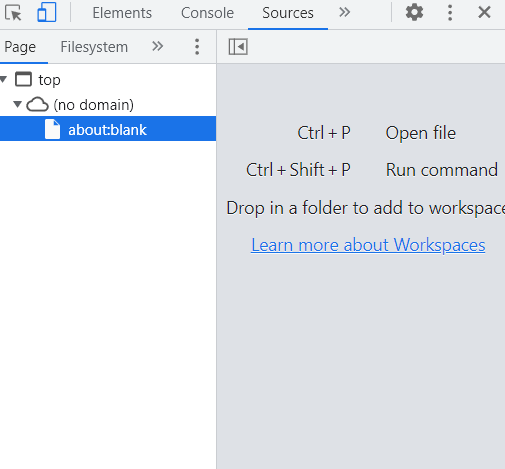 Elements Console Sources
Page Filesystem
top
(no domain)
about:blank
Ctrl + P Open file
Ctrl + Shift + P Run command
Drop in a folder to add to workspace
Learn more about Workspaces